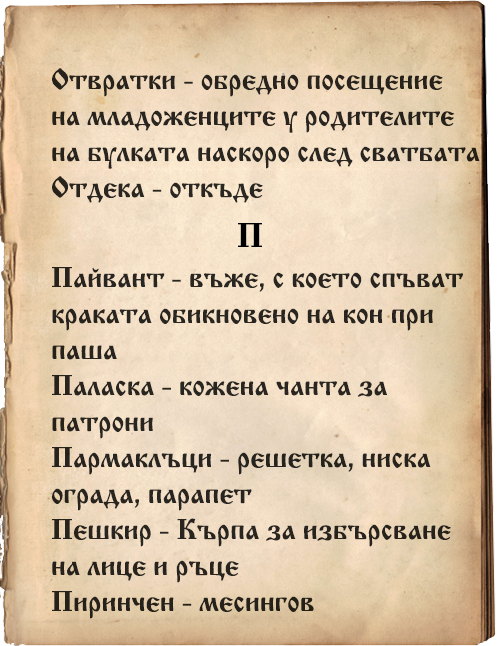 Отвратки - обредно посещение
на младоженците у родителите
на булката наскоро след сватбата
Отдека - откъде
П
Пайвант - въже, с което спъват
краката обикновено на кон при
паша
Паласка - кожена чанта за
патрони
Пармаклъци - решетка, ниска
ограда, парапет
Пешкир - Кърпа за избърсване
на лице и ръце
Пиринчен - месингов